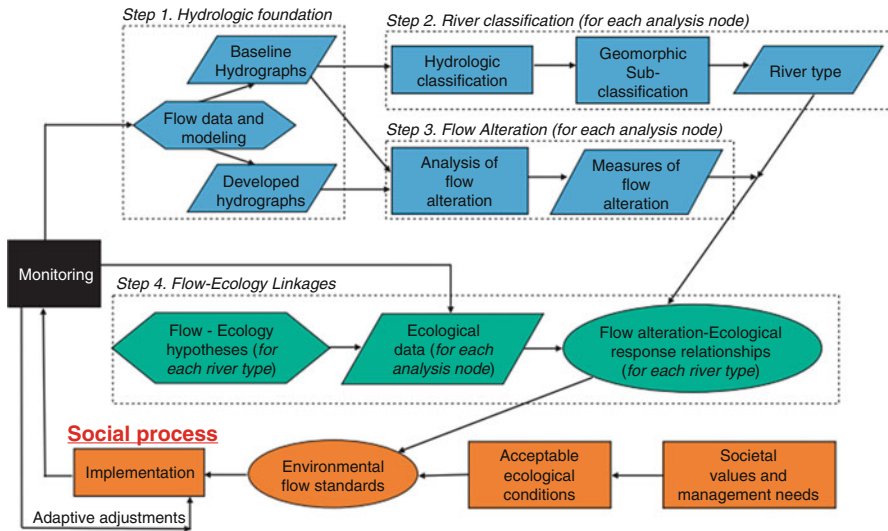 Step 1. Hydrologic foundation
Baseline
Hydrographs
Flow data and
modeling
Developed
hydrographs
Step 2. River classification (for each analysis node)
Hydrologic
classification
Geomorphic
Sub-
classification
River type
Step 3. Flow Alteration (for each analysis node)
Analysis of
flow
alteration
Measures of
flow
alteration
Monitoring
Step 4. Flow-Ecology Linkages
Flow - Ecology
hypotheses (for
each river type)
Ecological
data (for each
analysis node)
Flow alteration-Ecological
response relationships
(for each river type)
Social process
Implementation
Environmental
flow standards
Acceptable
ecological
conditions
Societal
values and
management needs
Adaptive adjustments